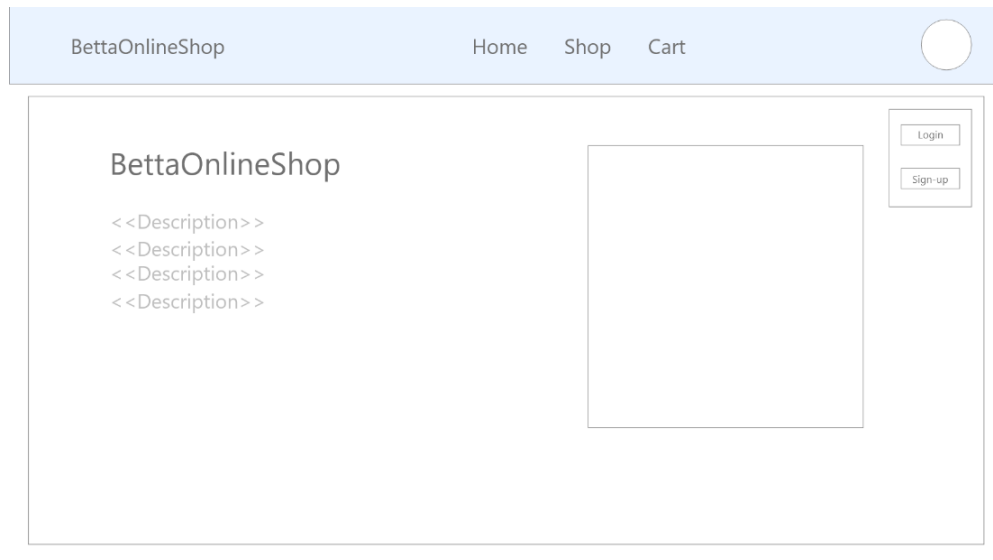 BettaOnlineShop Home Shop Cart
Login
BettaOnlineShop
Sign-up
<<Description>>
<<Description>>
<<Description>>
<<Description>>